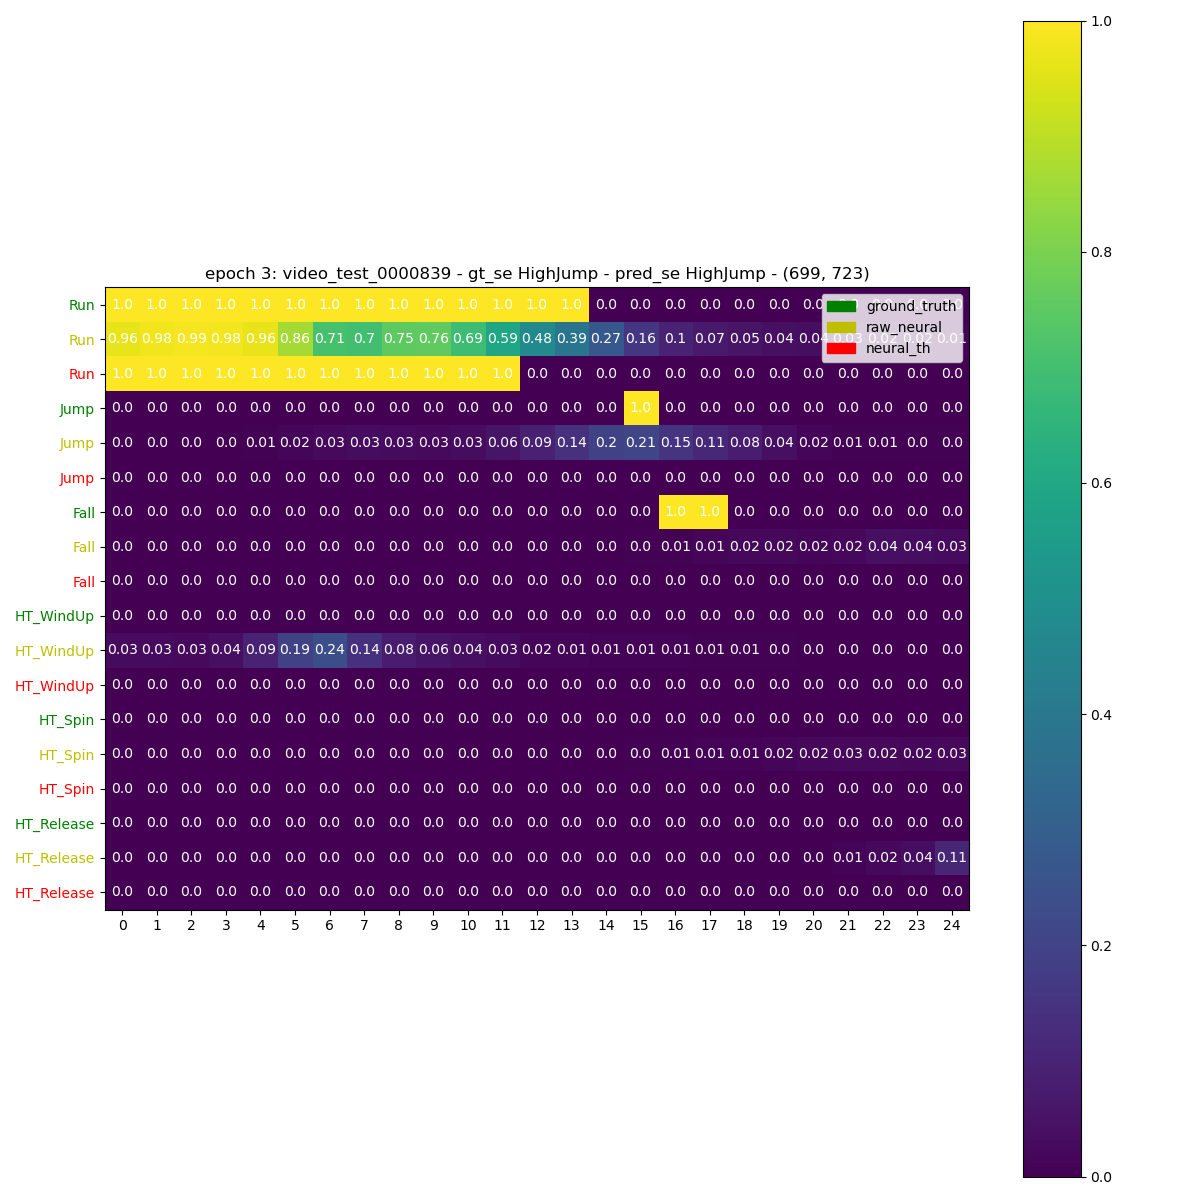 epoch 3: video_test_0000839 - gt_se HighJump - pred_se HighJump - (699, 723)
1.0
Run 1.0 1.0 1.0 1.0 1.0 1.0 1.0 1.0 1.0 1.0 1.0 1.0 1.0 1.0 0.0 0.0 0.0 0.0 0.0 0.0
ground_truth
Run 0.96 0.98 0.99 0.98 0.96 0.86 0.71 0.7 0.75 0.76 0.69 0.59 0.48 0.39 0.27 0.16 0.1 0.07 0.05 0.04 0.04 0.03 0.01
raw_neural
neural_th
Run 1.0 1.0 1.0 1.0 1.0 1.0 1.0 1.0 1.0 1.0 1.0 1.0 0.0 0.0 0.0 0.0 0.0 0.0 0.0 0.0 0.0 0.0 0.0 0.0 0.0
Jump 0.0 0.0 0.0 0.0 0.0 0.0 0.0 0.0 0.0 0.0 0.0 0.0 0.0 0.0 0.0 1.0 0.0 0.0 0.0 0.0 0.0 0.0 0.0 0.0 0.0
Jump 0.0 0.0 0.0 0.0 0.01 0.02 0.03 0.03 0.03 0.03 0.03 0.06 0.09 0.14 0.2 0.21 0.15 0.11 0.08 0.04 0.02 0.01 0.01 0.0 0.0
Jump 0.0 0.0 0.0 0.0 0.0 0.0 0.0 0.0 0.0 0.0 0.0 0.0 0.0 0.0 0.0 0.0 0.0 0.0 0.0 0.0 0.0 0.0 0.0 0.0 0.0
Fall 0.0 0.0 0.0 0.0 0.0 0.0 0.0 0.0 0.0 0.0 0.0 0.0 0.0 0.0 0.0 0.0 1.0 1.0 0.0 0.0 0.0 0.0 0.0 0.0 0.0
Fall 0.0 0.0 0.0 0.0 0.0 0.0 0.0 0.0 0.0 0.0 0.0 0.0 0.0 0.0 0.0 0.0 0.01 0.01 0.02 0.02 0.02 0.02 0.04 0.04 0.03
Fall 0.0 0.0 0.0 0.0 0.0 0.0 0.0 0.0 0.0 0.0 0.0 0.0 0.0 0.0 0.0 0.0 0.0 0.0 0.0 0.0 0.0 0.0 0.0 0.0 0.0
HT_WindUp 0.0 0.0 0.0 0.0 0.0 0.0 0.0 0.0 0.0 0.0 0.0 0.0 0.0 0.0 0.0 0.0 0.0 0.0 0.0 0.0 0.0 0.0 0.0 0.0 0.0
HT_WindUp 0.03 0.03 0.03 0.04 0.09 0.19 0.24 0.14 0.08 0.06 0.04 0.03 0.02 0.01 0.01 0.01 0.01 0.01 0.01 0.0 0.0 0.0 0.0 0.0 0.0
HT_WindUp 0.0 0.0 0.0 0.0 0.0 0.0 0.0 0.0 0.0 0.0 0.0 0.0 0.0 0.0 0.0 0.0 0.0 0.0 0.0 0.0 0.0 0.0 0.0 0.0 0.0
HT_Spin 0.0 0.0 0.0 0.0 0.0 0.0 0.0 0.0 0.0 0.0 0.0 0.0 0.0 0.0 0.0 0.0 0.0 0.0 0.0 0.0 0.0 0.0 0.0 0.0 0.0
HT_Spin 0.0 0.0 0.0 0.0 0.0 0.0 0.0 0.0 0.0 0.0 0.0 0.0 0.0 0.0 0.0 0.0 0.01 0.01 0.01 0.02 0.02 0.03 0.02 0.02 0.03
HT_Spin 0.0 0.0 0.0 0.0 0.0 0.0 0.0 0.0 0.0 0.0 0.0 0.0 0.0 0.0 0.0 0.0 0.0 0.0 0.0 0.0 0.0 0.0 0.0 0.0 0.0
HT_Release 0.0 0.0 0.0 0.0 0.0 0.0 0.0 0.0 0.0 0.0 0.0 0.0 0.0 0.0 0.0 0.0 0.0 0.0 0.0 0.0 0.0 0.0 0.0 0.0 0.0
HT_Release 0.0 0.0 0.0 0.0 0.0 0.0 0.0 0.0 0.0 0.0 0.0 0.0 0.0 0.0 0.0 0.0 0.0 0.0 0.0 0.0 0.0 0.01 0.02 0.04 0.11
HT_Release 0.0 0.0 0.0 0.0 0.0 0.0 0.0 0.0 0.0 0.0 0.0 0.0 0.0 0.0 0.0 0.0 0.0 0.0 0.0 0.0 0.0 0.0 0.0 0.0 0.0
0 1 2 3 4 5 6 7 8 9 10 11 12 13 14 15 16 17 18 19 20 21 22 23 24
0.8
0.6
0.4
0.2
0.0